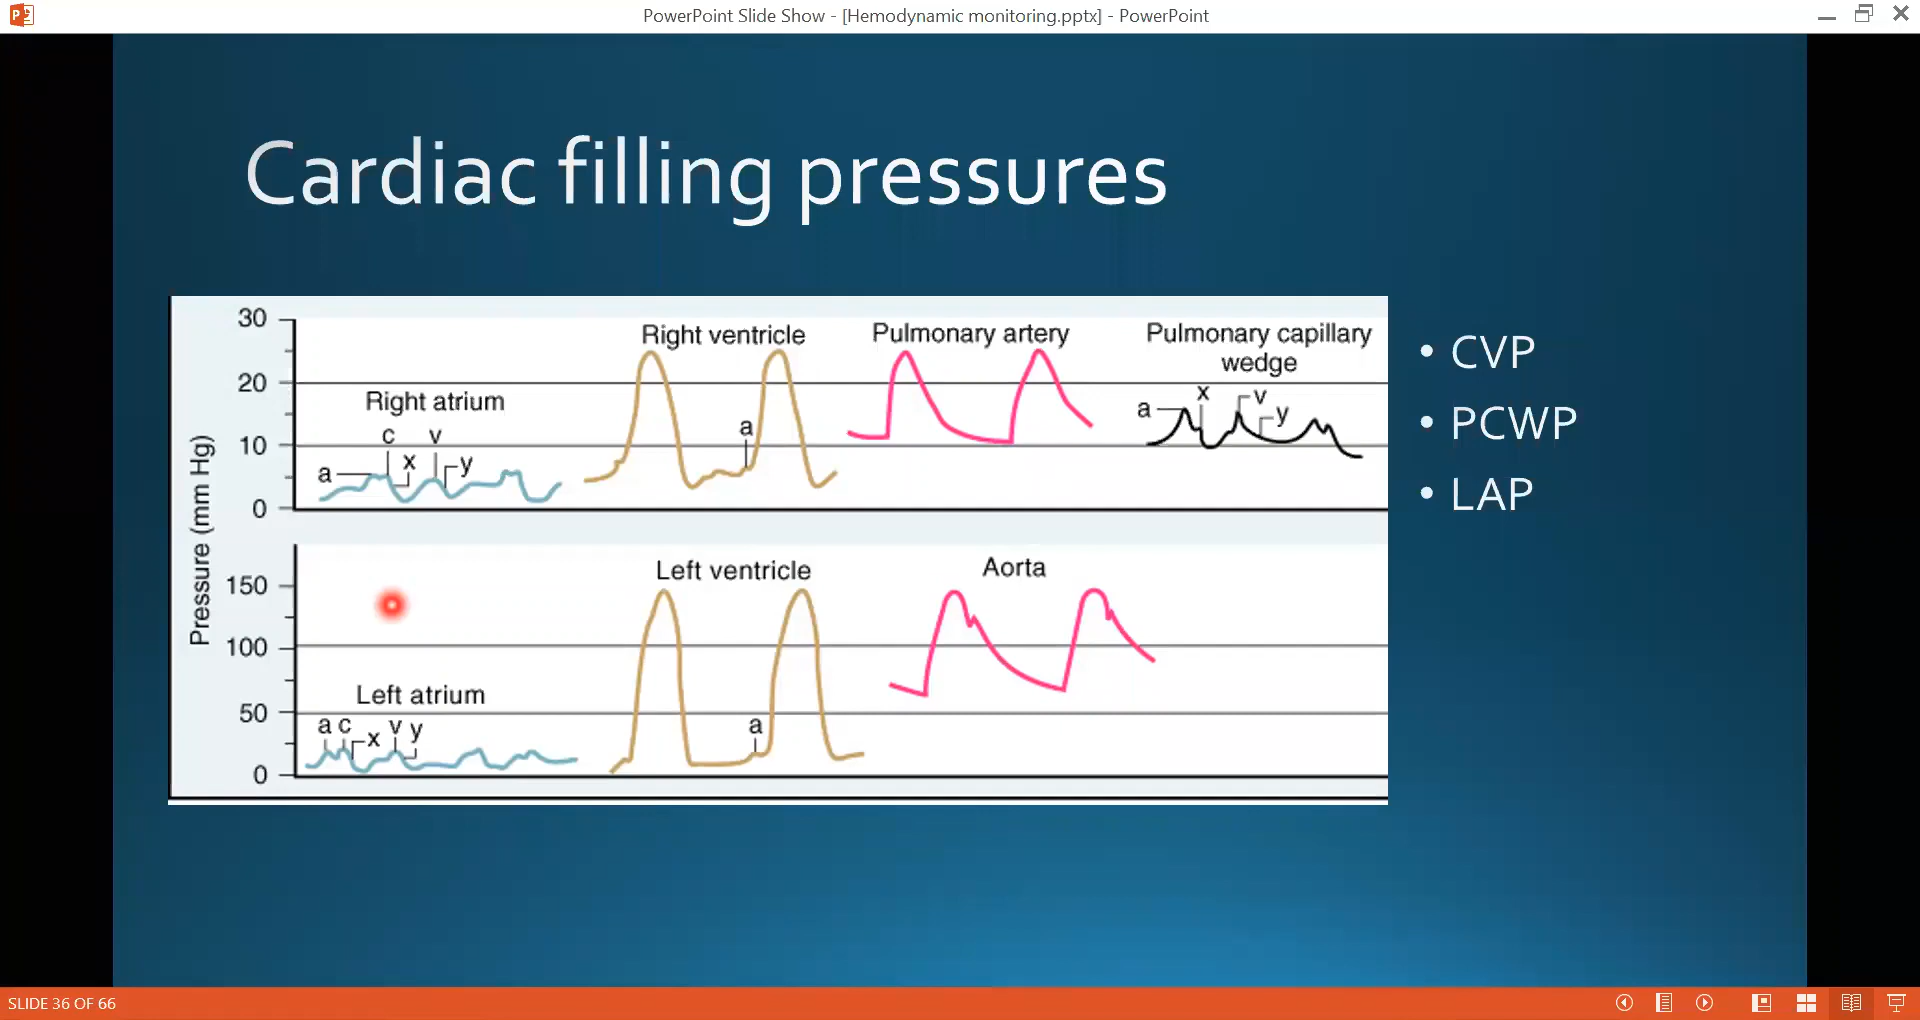 PowerPoint Slide Show - [Hemodynamic monitoring.pptx] - PowerPoint
Cardiac filling pressures
Pressure (mm Hg)
30
20
10
0
Right atrium
a
c
x
v
y
Right ventricle
a
Pulmonary artery
Pulmonary capillary
wedge
a
x
v
y
150
100
50
0
Left atrium
a c
x
v y
Left ventricle
a
Aorta
• CVP
• PCWP
• LAP
SLIDE 36 OF 66